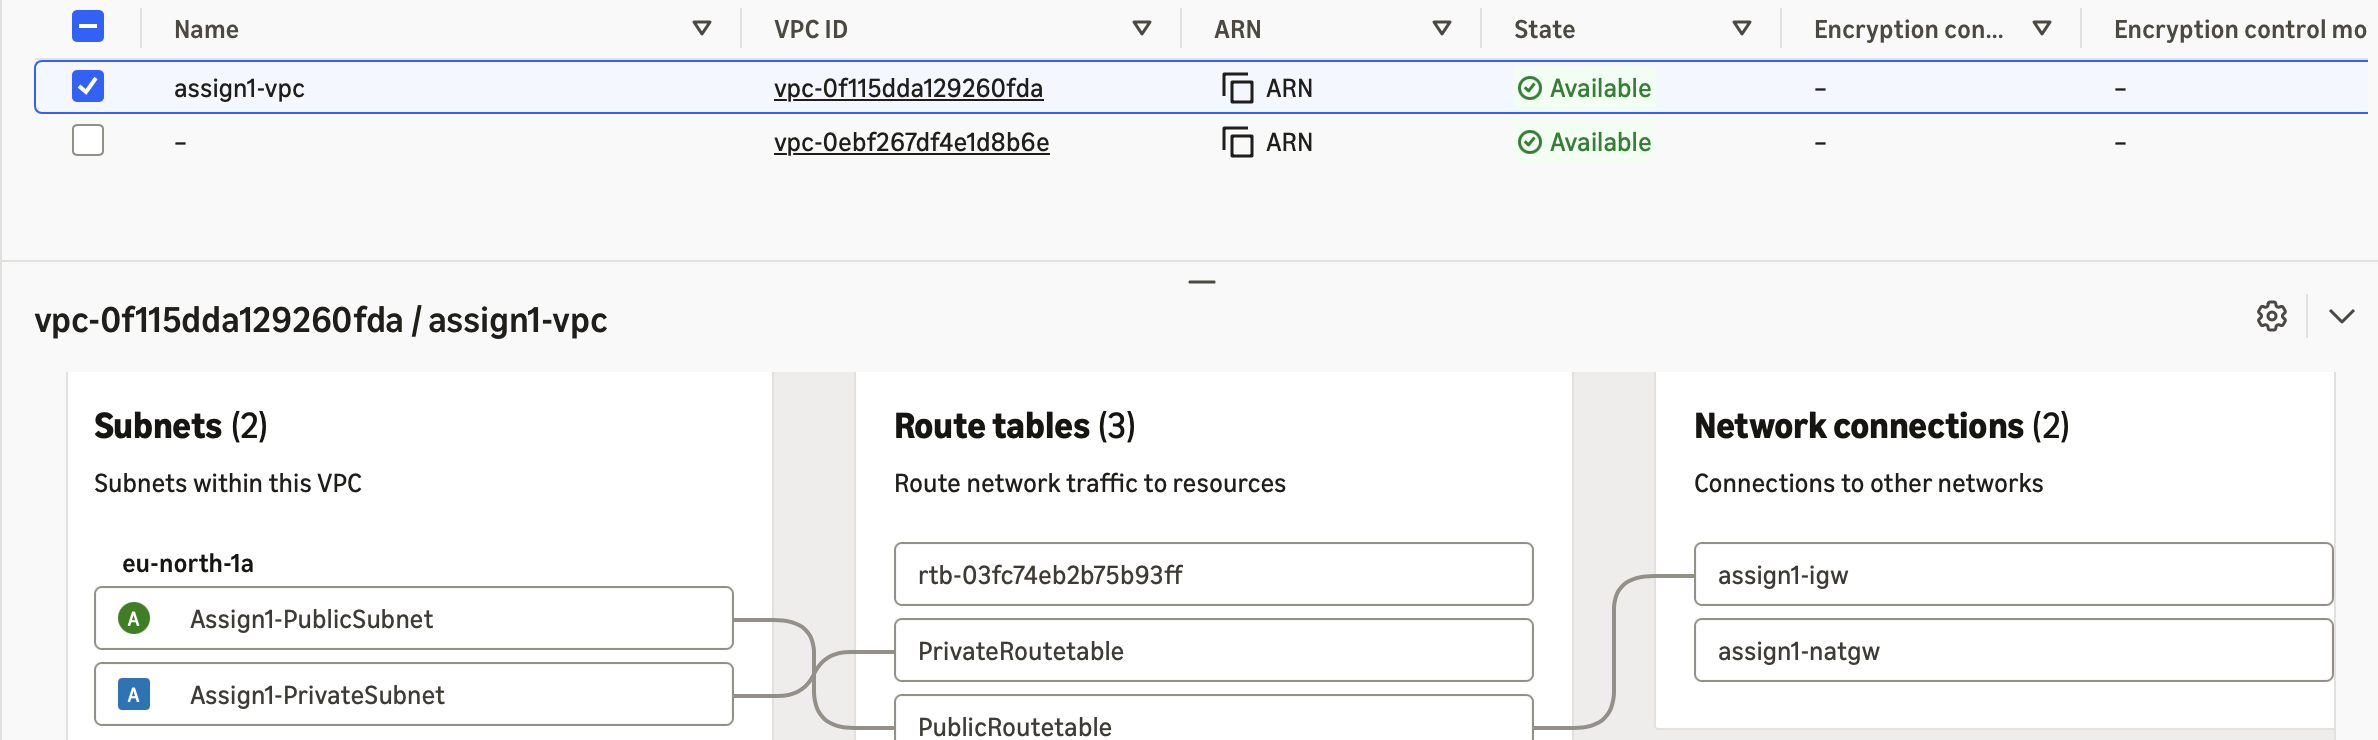 Name VPC ID ARN State Encryption con... Encryption control mo
assign1-vpc vpc-0f115dda129260fda ARN Available – –
– vpc-0ebf267df4e1d8b6e ARN Available – –
vpc-0f115dda129260fda / assign1-vpc
Subnets (2)
Subnets within this VPC
eu-north-1a
A Assign1-PublicSubnet
A Assign1-PrivateSubnet
Route tables (3)
Route network traffic to resources
rtb-03fc74eb2b75b93ff
PrivateRoutetable
PublicRoutetable
Network connections (2)
Connections to other networks
assign1-igw
assign1-natgw